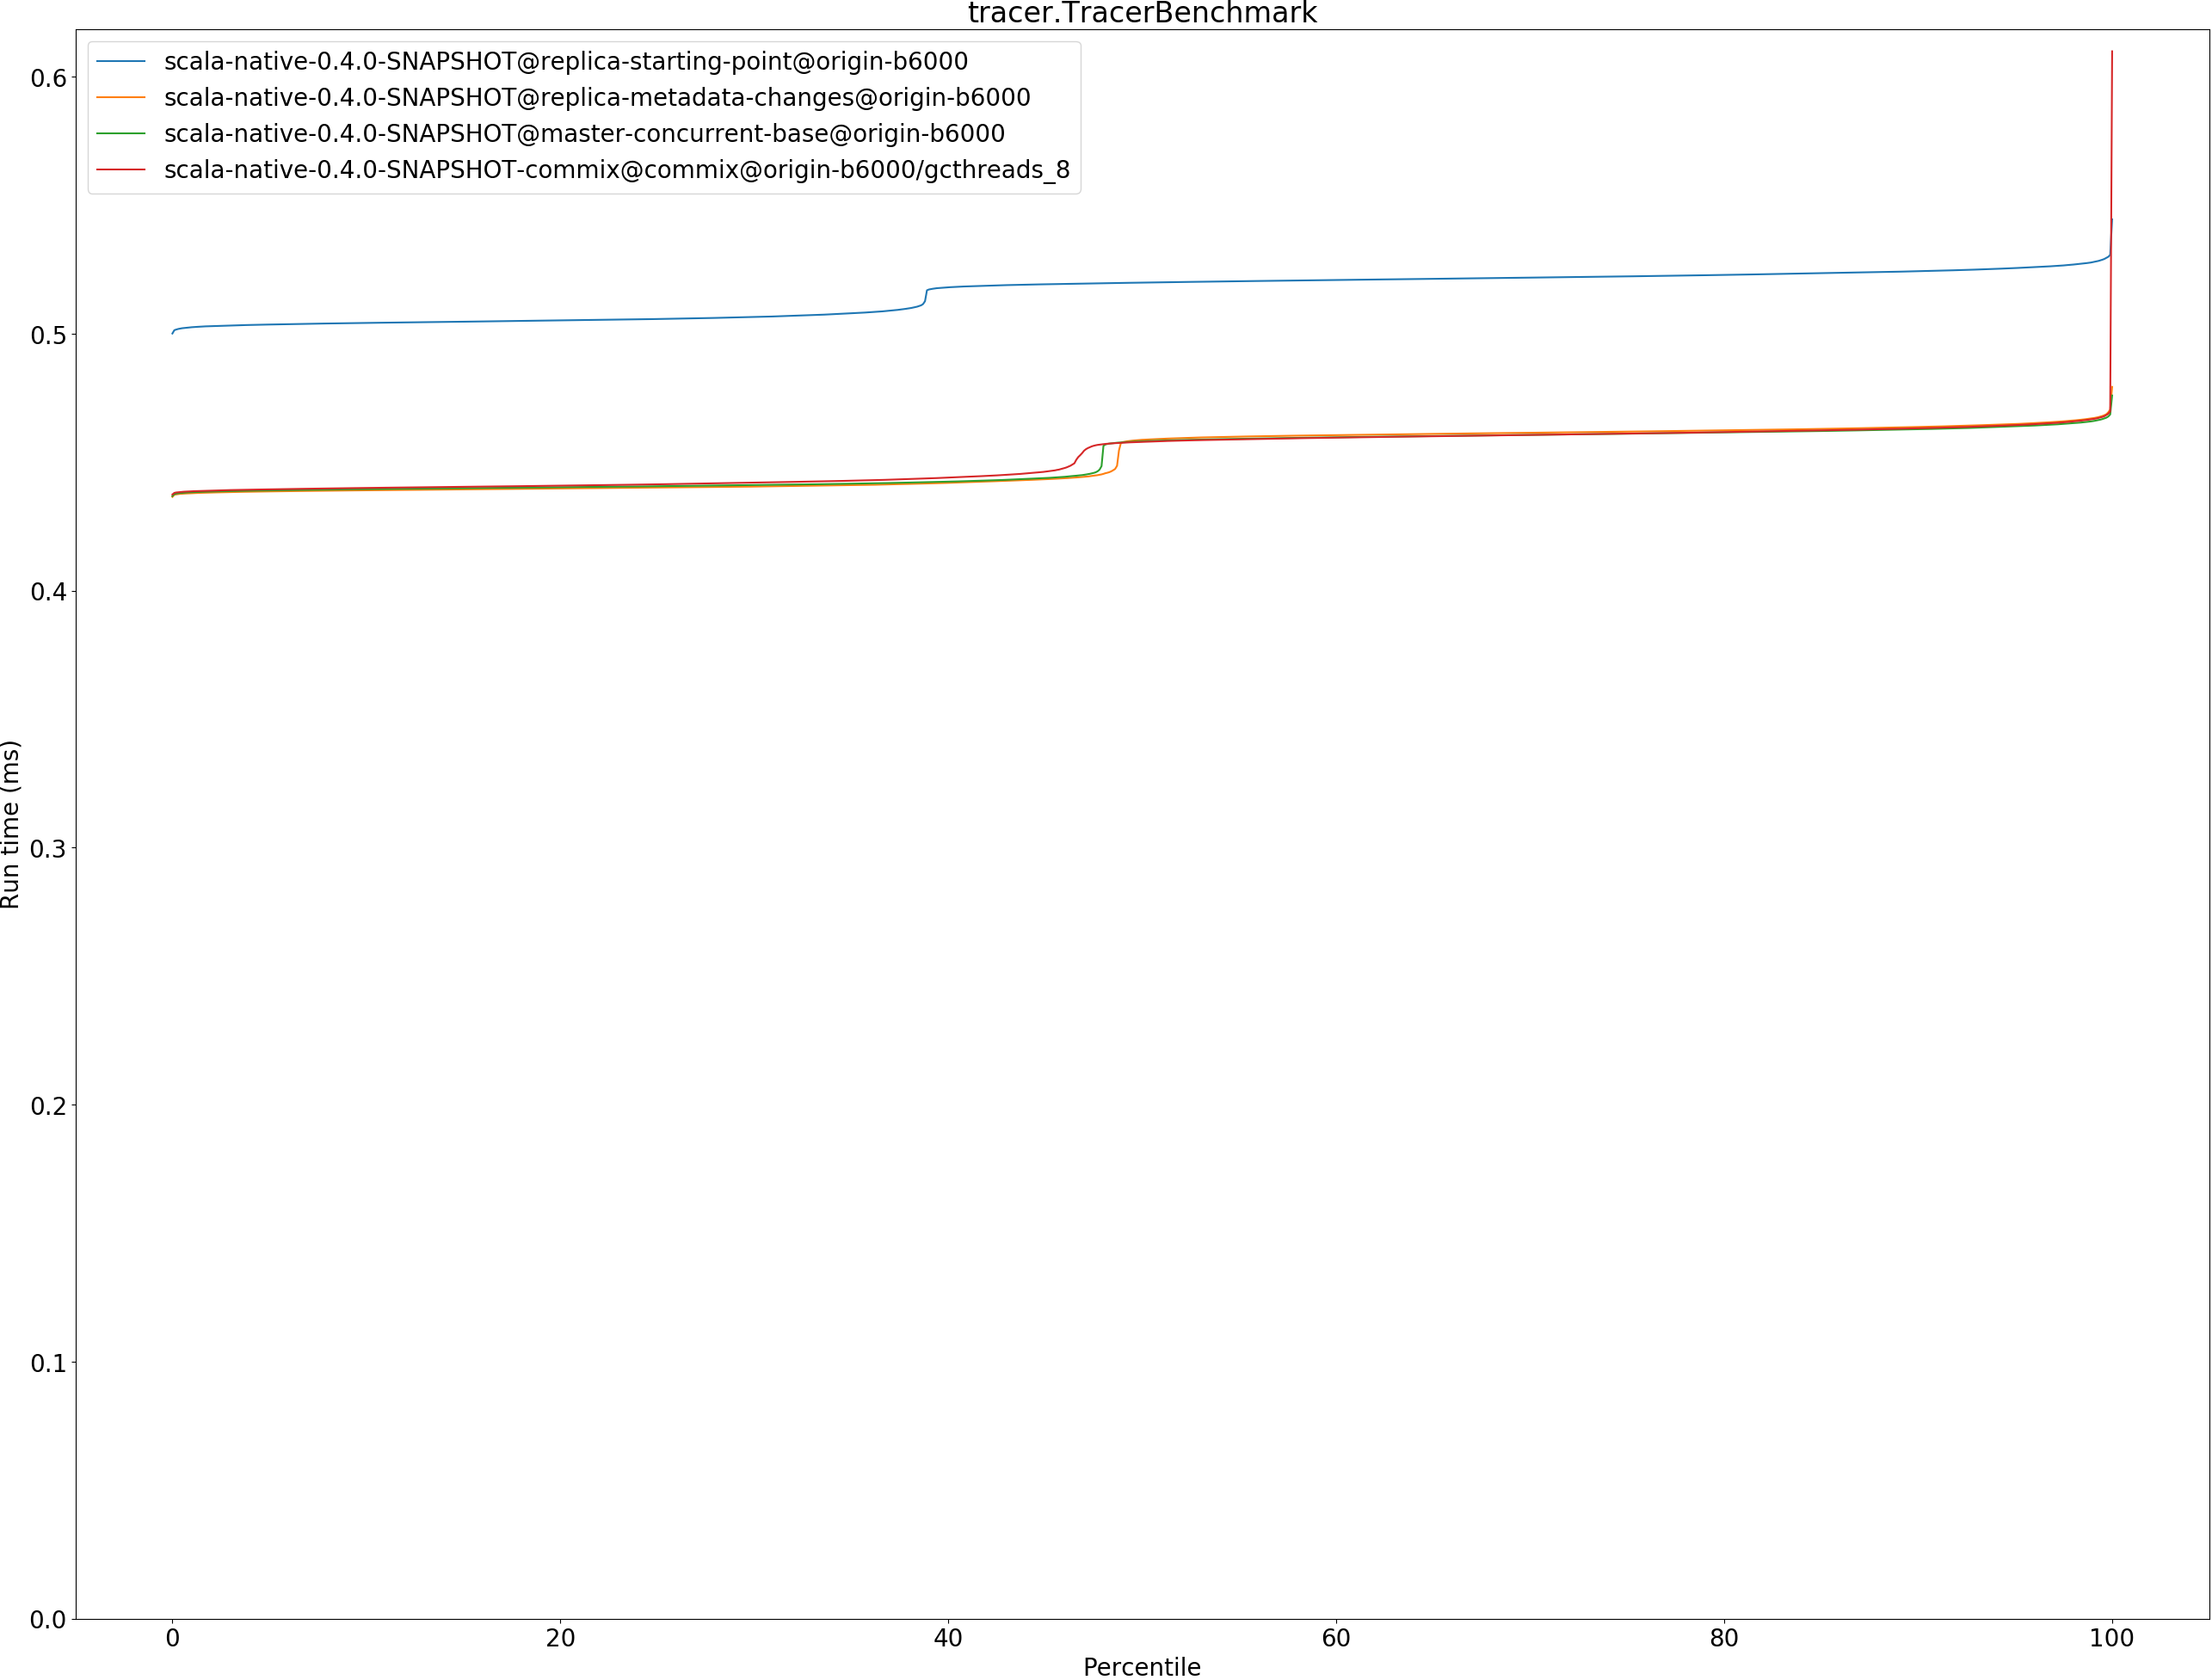 tracer.TracerBenchmark
scala-native-0.4.0-SNAPSHOT@replica-starting-point@origin-b6000
scala-native-0.4.0-SNAPSHOT@replica-metadata-changes@origin-b6000
scala-native-0.4.0-SNAPSHOT@master-concurrent-base@origin-b6000
scala-native-0.4.0-SNAPSHOT-commix@commix@origin-b6000/gcthreads_8
0.6
0.5
0.4
0.3
0.2
0.1
0.0
Run time (ms)
0 20 40 60 80 100
Percentile